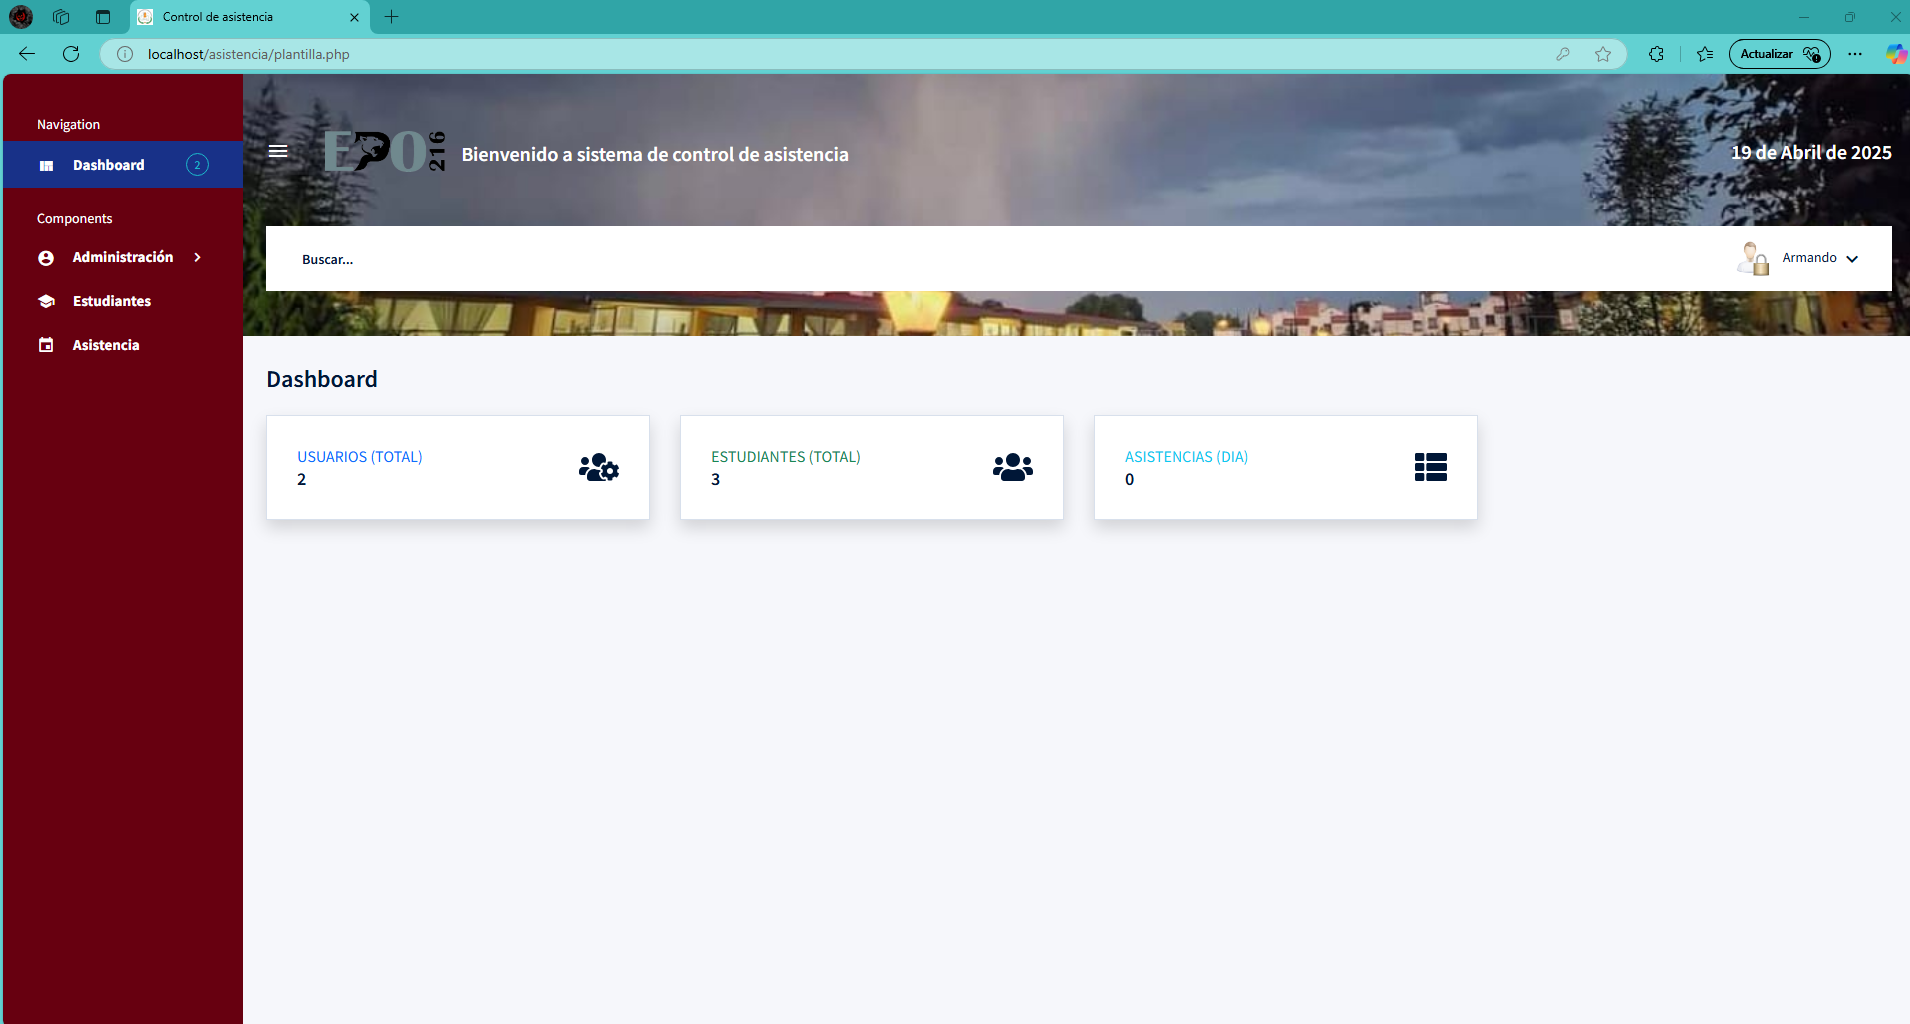 Control de asistencia
localhost/asistencia/plantilla.php
Actualizar
Navigation
Dashboard 2
Components
Administración
Estudiantes
Asistencia
EPO 216
Bienvenido a sistema de control de asistencia
19 de Abril de 2025
Buscar...
Armando
Dashboard
USUARIOS (TOTAL)
2
ESTUDIANTES (TOTAL)
3
ASISTENCIAS (DIA)
0